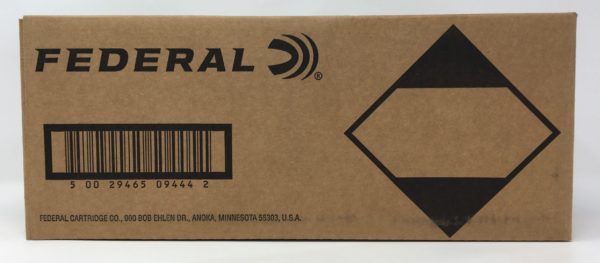 FEDERAL ®
5 00 29465 09444 2
FEDERAL CARTRIDGE CO., 900 BOB EHLEN DR., ANOKA, MINNESOTA 55303, U.S.A.